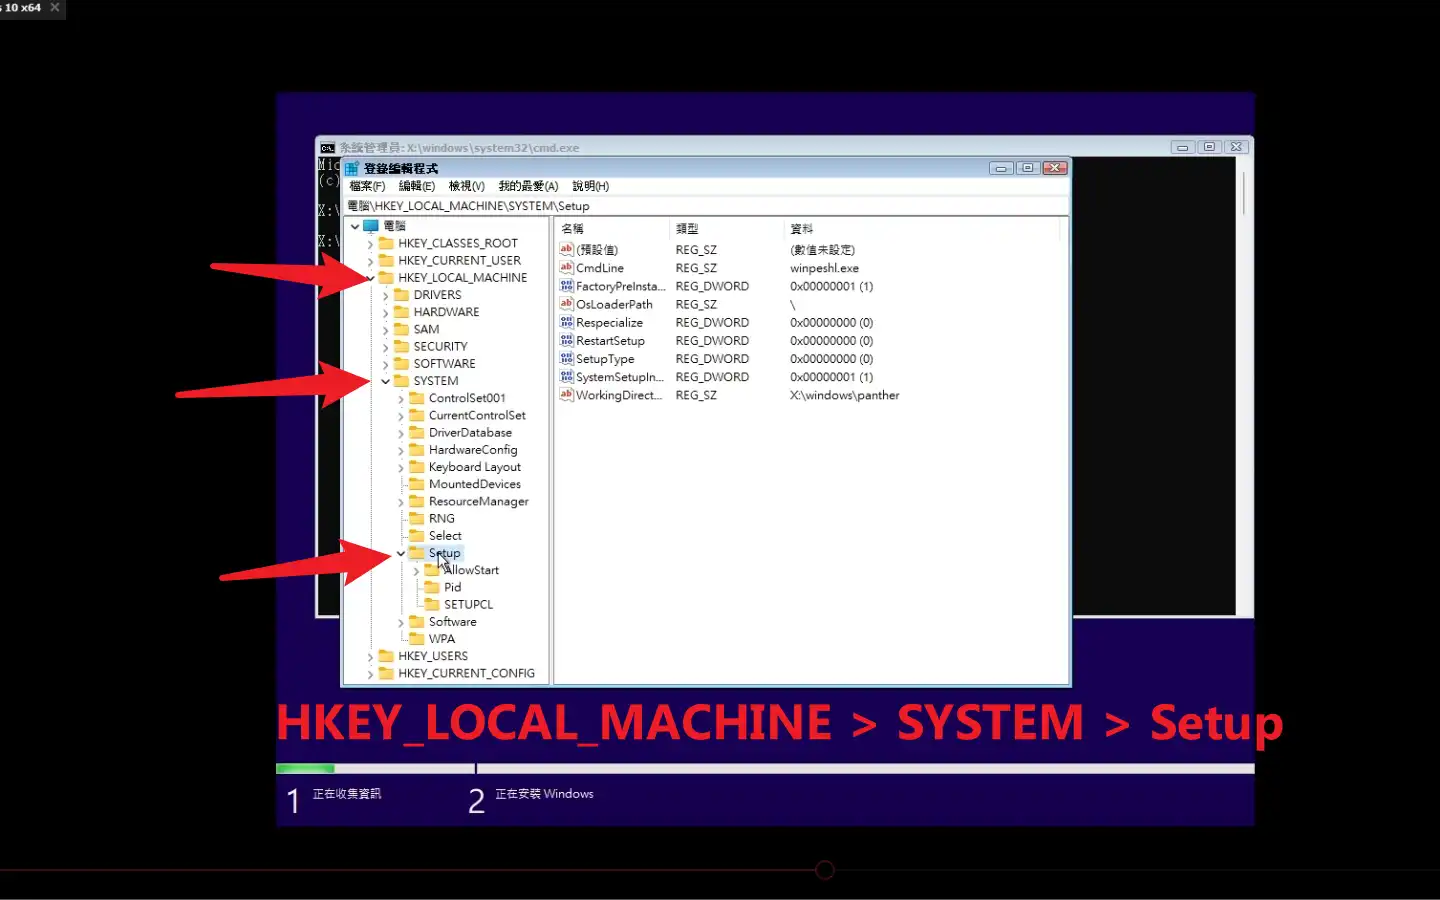 s 10 x64
系統管理員: X:\windows\system32\cmd.exe
Mic
(c)
X:\
X:\
登錄編輯程式
檔案(F) 編輯(E) 檢視(V) 我的最愛(A) 說明(H)
電腦\HKEY_LOCAL_MACHINE\SYSTEM\Setup
電腦
HKEY_CLASSES_ROOT
HKEY_CURRENT_USER
HKEY_LOCAL_MACHINE
DRIVERS
HARDWARE
SAM
SECURITY
SOFTWARE
SYSTEM
ControlSet001
CurrentControlSet
DriverDatabase
HardwareConfig
Keyboard Layout
MountedDevices
ResourceManager
RNG
Select
Setup
AllowStart
Pid
SETUPCL
Software
WPA
HKEY_USERS
HKEY_CURRENT_CONFIG
名稱 類型 資料
(預設值) REG_SZ (數值未設定)
CmdLine REG_SZ winpeshl.exe
FactoryPreInsta... REG_DWORD 0x00000001 (1)
OsLoaderPath REG_SZ \
Respecialize REG_DWORD 0x00000000 (0)
RestartSetup REG_DWORD 0x00000000 (0)
SetupType REG_DWORD 0x00000000 (0)
SystemSetupIn... REG_DWORD 0x00000001 (1)
WorkingDirect... REG_SZ X:\windows\panther
HKEY_LOCAL_MACHINE > SYSTEM > Setup
1 正在收集資訊
2 正在安裝 Windows